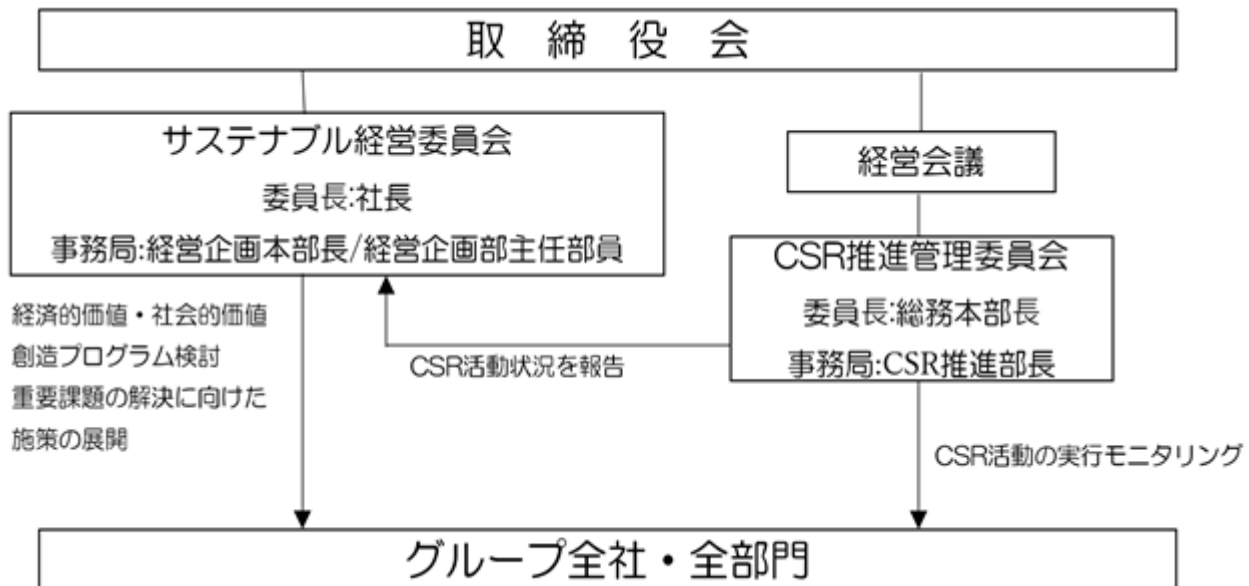 取　締　役　会
サステナブル経営委員会
委員長:社長
事務局:経営企画本部長/経営企画部主任部員
経営会議
CSR推進管理委員会
委員長:総務本部長
事務局:CSR推進部長
経済的価値・社会的価値
創造プログラム検討
重要課題の解決に向けた
施策の展開
CSR活動状況を報告
CSR活動の実行モニタリング
グループ全社・全部門